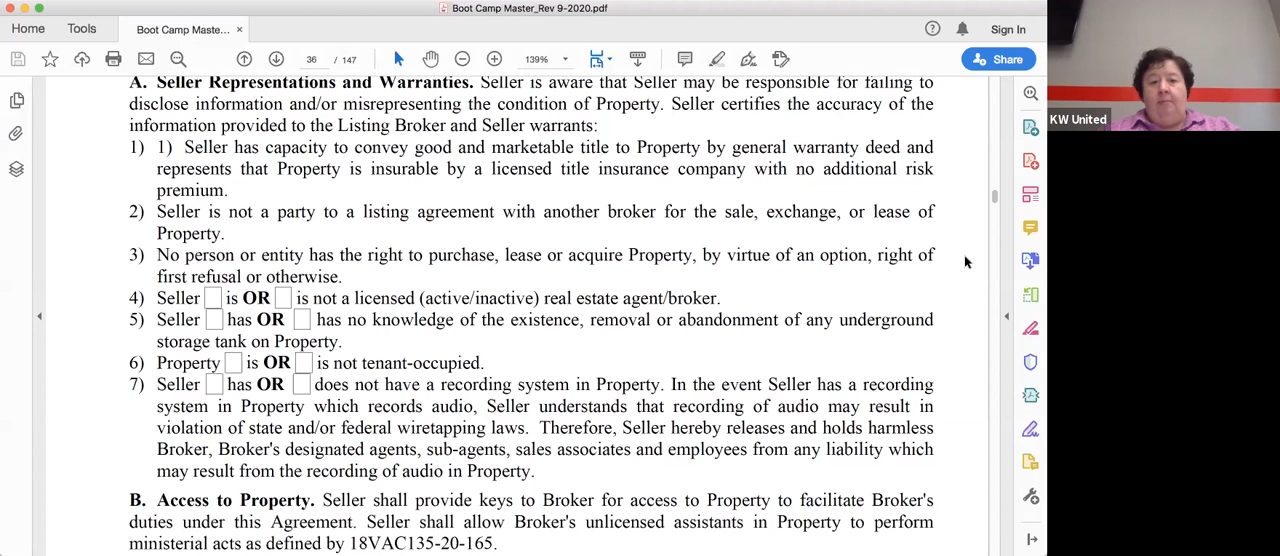 Boot Camp Master_Rev 9-2020.pdf
Home
Tools
Boot Camp Maste...
×
Sign In
36
/ 147
139%
Share
A. Seller Representations and Warranties. Seller is aware that Seller may be responsible for failing to
disclose information and/or misrepresenting the condition of Property. Seller certifies the accuracy of the
information provided to the Listing Broker and Seller warrants:
1) 1) Seller has capacity to convey good and marketable title to Property by general warranty deed and
represents that Property is insurable by a licensed title insurance company with no additional risk
premium.
2) Seller is not a party to a listing agreement with another broker for the sale, exchange, or lease of
Property.
3) No person or entity has the right to purchase, lease or acquire Property, by virtue of an option, right of
first refusal or otherwise.
4) Seller is OR is not a licensed (active/inactive) real estate agent/broker.
5) Seller has OR has no knowledge of the existence, removal or abandonment of any underground
storage tank on Property.
6) Property is OR is not tenant-occupied.
7) Seller has OR does not have a recording system in Property. In the event Seller has a recording
system in Property which records audio, Seller understands that recording of audio may result in
violation of state and/or federal wiretapping laws. Therefore, Seller hereby releases and holds harmless
Broker, Broker's designated agents, sub-agents, sales associates and employees from any liability which
may result from the recording of audio in Property.
B. Access to Property. Seller shall provide keys to Broker for access to Property to facilitate Broker's
duties under this Agreement. Seller shall allow Broker's unlicensed assistants in Property to perform
ministerial acts as defined by 18VAC135-20-165.
KW United